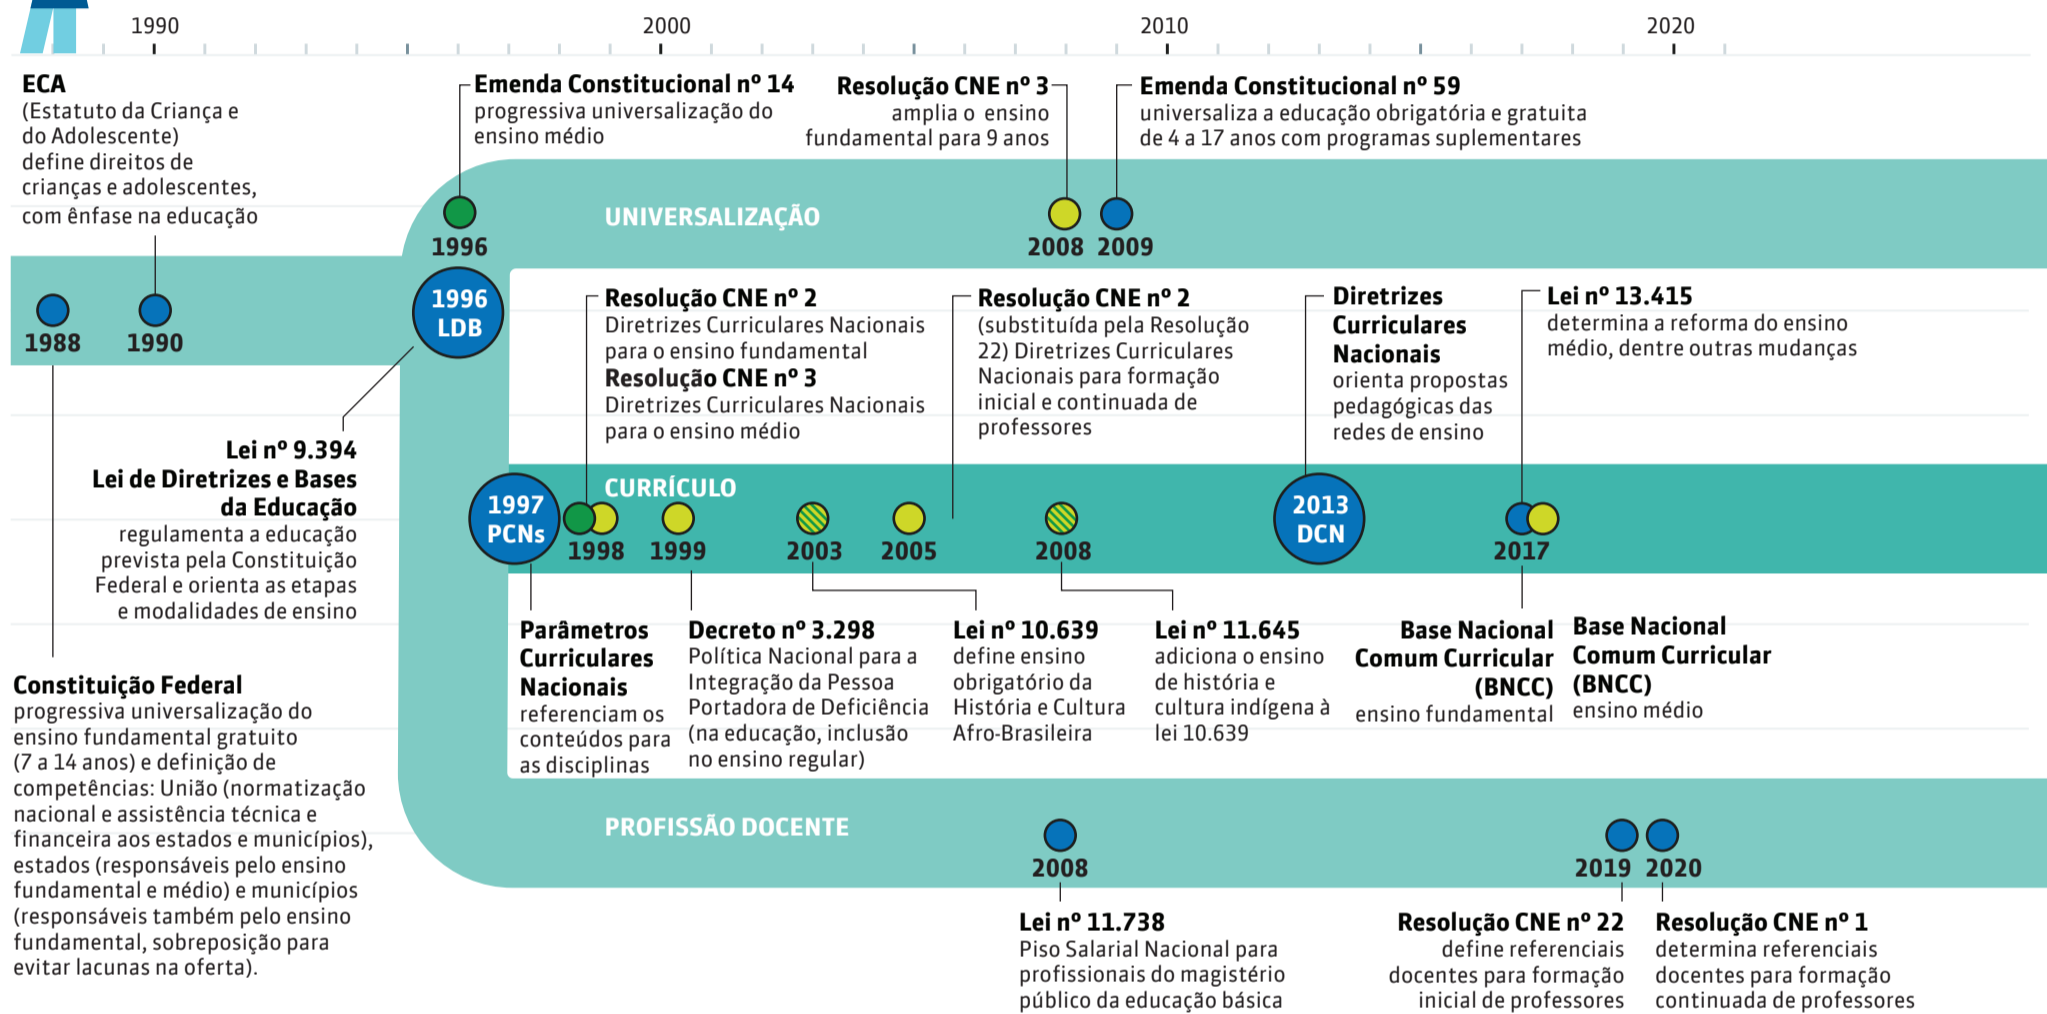 1990
2000
2010
2020
ECA
(Estatuto da Criança e
do Adolescente)
define direitos de
crianças e adolescentes,
com ênfase na educação
Emenda Constitucional nº 14
progressiva universalização do
ensino médio
Resolução CNE nº 3
amplia o ensino
fundamental para 9 anos
Emenda Constitucional nº 59
universaliza a educação obrigatória e gratuita
de 4 a 17 anos com programas suplementares
UNIVERSALIZAÇÃO
1996
2008
2009
1988
1990
1996
LDB
Resolução CNE nº 2
Diretrizes Curriculares Nacionais
para o ensino fundamental
Resolução CNE nº 3
Diretrizes Curriculares Nacionais
para o ensino médio
Resolução CNE nº 2
(substituída pela Resolução
22) Diretrizes Curriculares
Nacionais para formação
inicial e continuada de
professores
Diretrizes
Curriculares
Nacionais
orienta propostas
pedagógicas das
redes de ensino
Lei nº 13.415
determina a reforma do ensino
médio, dentre outras mudanças
Lei nº 9.394
Lei de Diretrizes e Bases
da Educação
regulamenta a educação
prevista pela Constituição
Federal e orienta as etapas
e modalidades de ensino
CURRÍCULO
1997
PCNs
1998
1999
2003
2005
2008
2013
DCN
2017
Parâmetros
Curriculares
Nacionais
referenciam os
conteúdos para
as disciplinas
Decreto nº 3.298
Política Nacional para a
Integração da Pessoa
Portadora de Deficiência
(na educação, inclusão
no ensino regular)
Lei nº 10.639
define ensino
obrigatório da
História e Cultura
Afro-Brasileira
Lei nº 11.645
adiciona o ensino
de história e
cultura indígena à
lei 10.639
Base Nacional
Comum Curricular
(BNCC)
ensino fundamental
Base Nacional
Comum Curricular
(BNCC)
ensino médio
Constituição Federal
progressiva universalização do
ensino fundamental gratuito
(7 a 14 anos) e definição de
competências: União (normatização
nacional e assistência técnica e
financeira aos estados e municípios),
estados (responsáveis pelo ensino
fundamental e médio) e municípios
(responsáveis também pelo ensino
fundamental, sobreposição para
evitar lacunas na oferta).
PROFISSÃO DOCENTE
2008
2019
2020
Lei nº 11.738
Piso Salarial Nacional para
profissionais do magistério
público da educação básica
Resolução CNE nº 22
define referenciais
docentes para formação
inicial de professores
Resolução CNE nº 1
determina referenciais
docentes para formação
continuada de professores